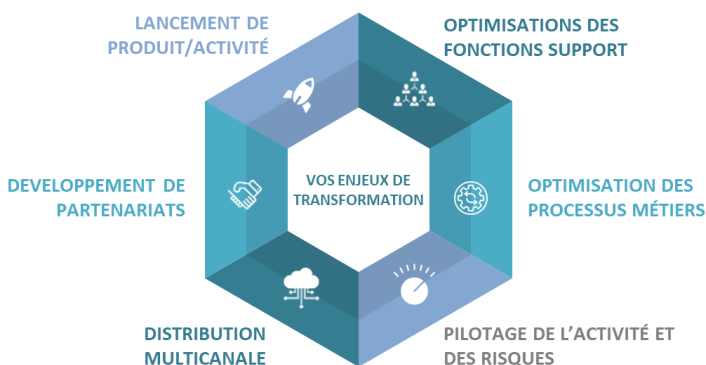 LANCEMENT DE
PRODUIT/ACTIVITÉ
OPTIMISATIONS DES
FONCTIONS SUPPORT
DEVELOPPEMENT DE
PARTENARIATS
VOS ENJEUX DE
TRANSFORMATION
OPTIMISATION DES
PROCESSUS MÉTIERS
DISTRIBUTION
MULTICANALE
PILOTAGE DE L’ACTIVITÉ ET
DES RISQUES